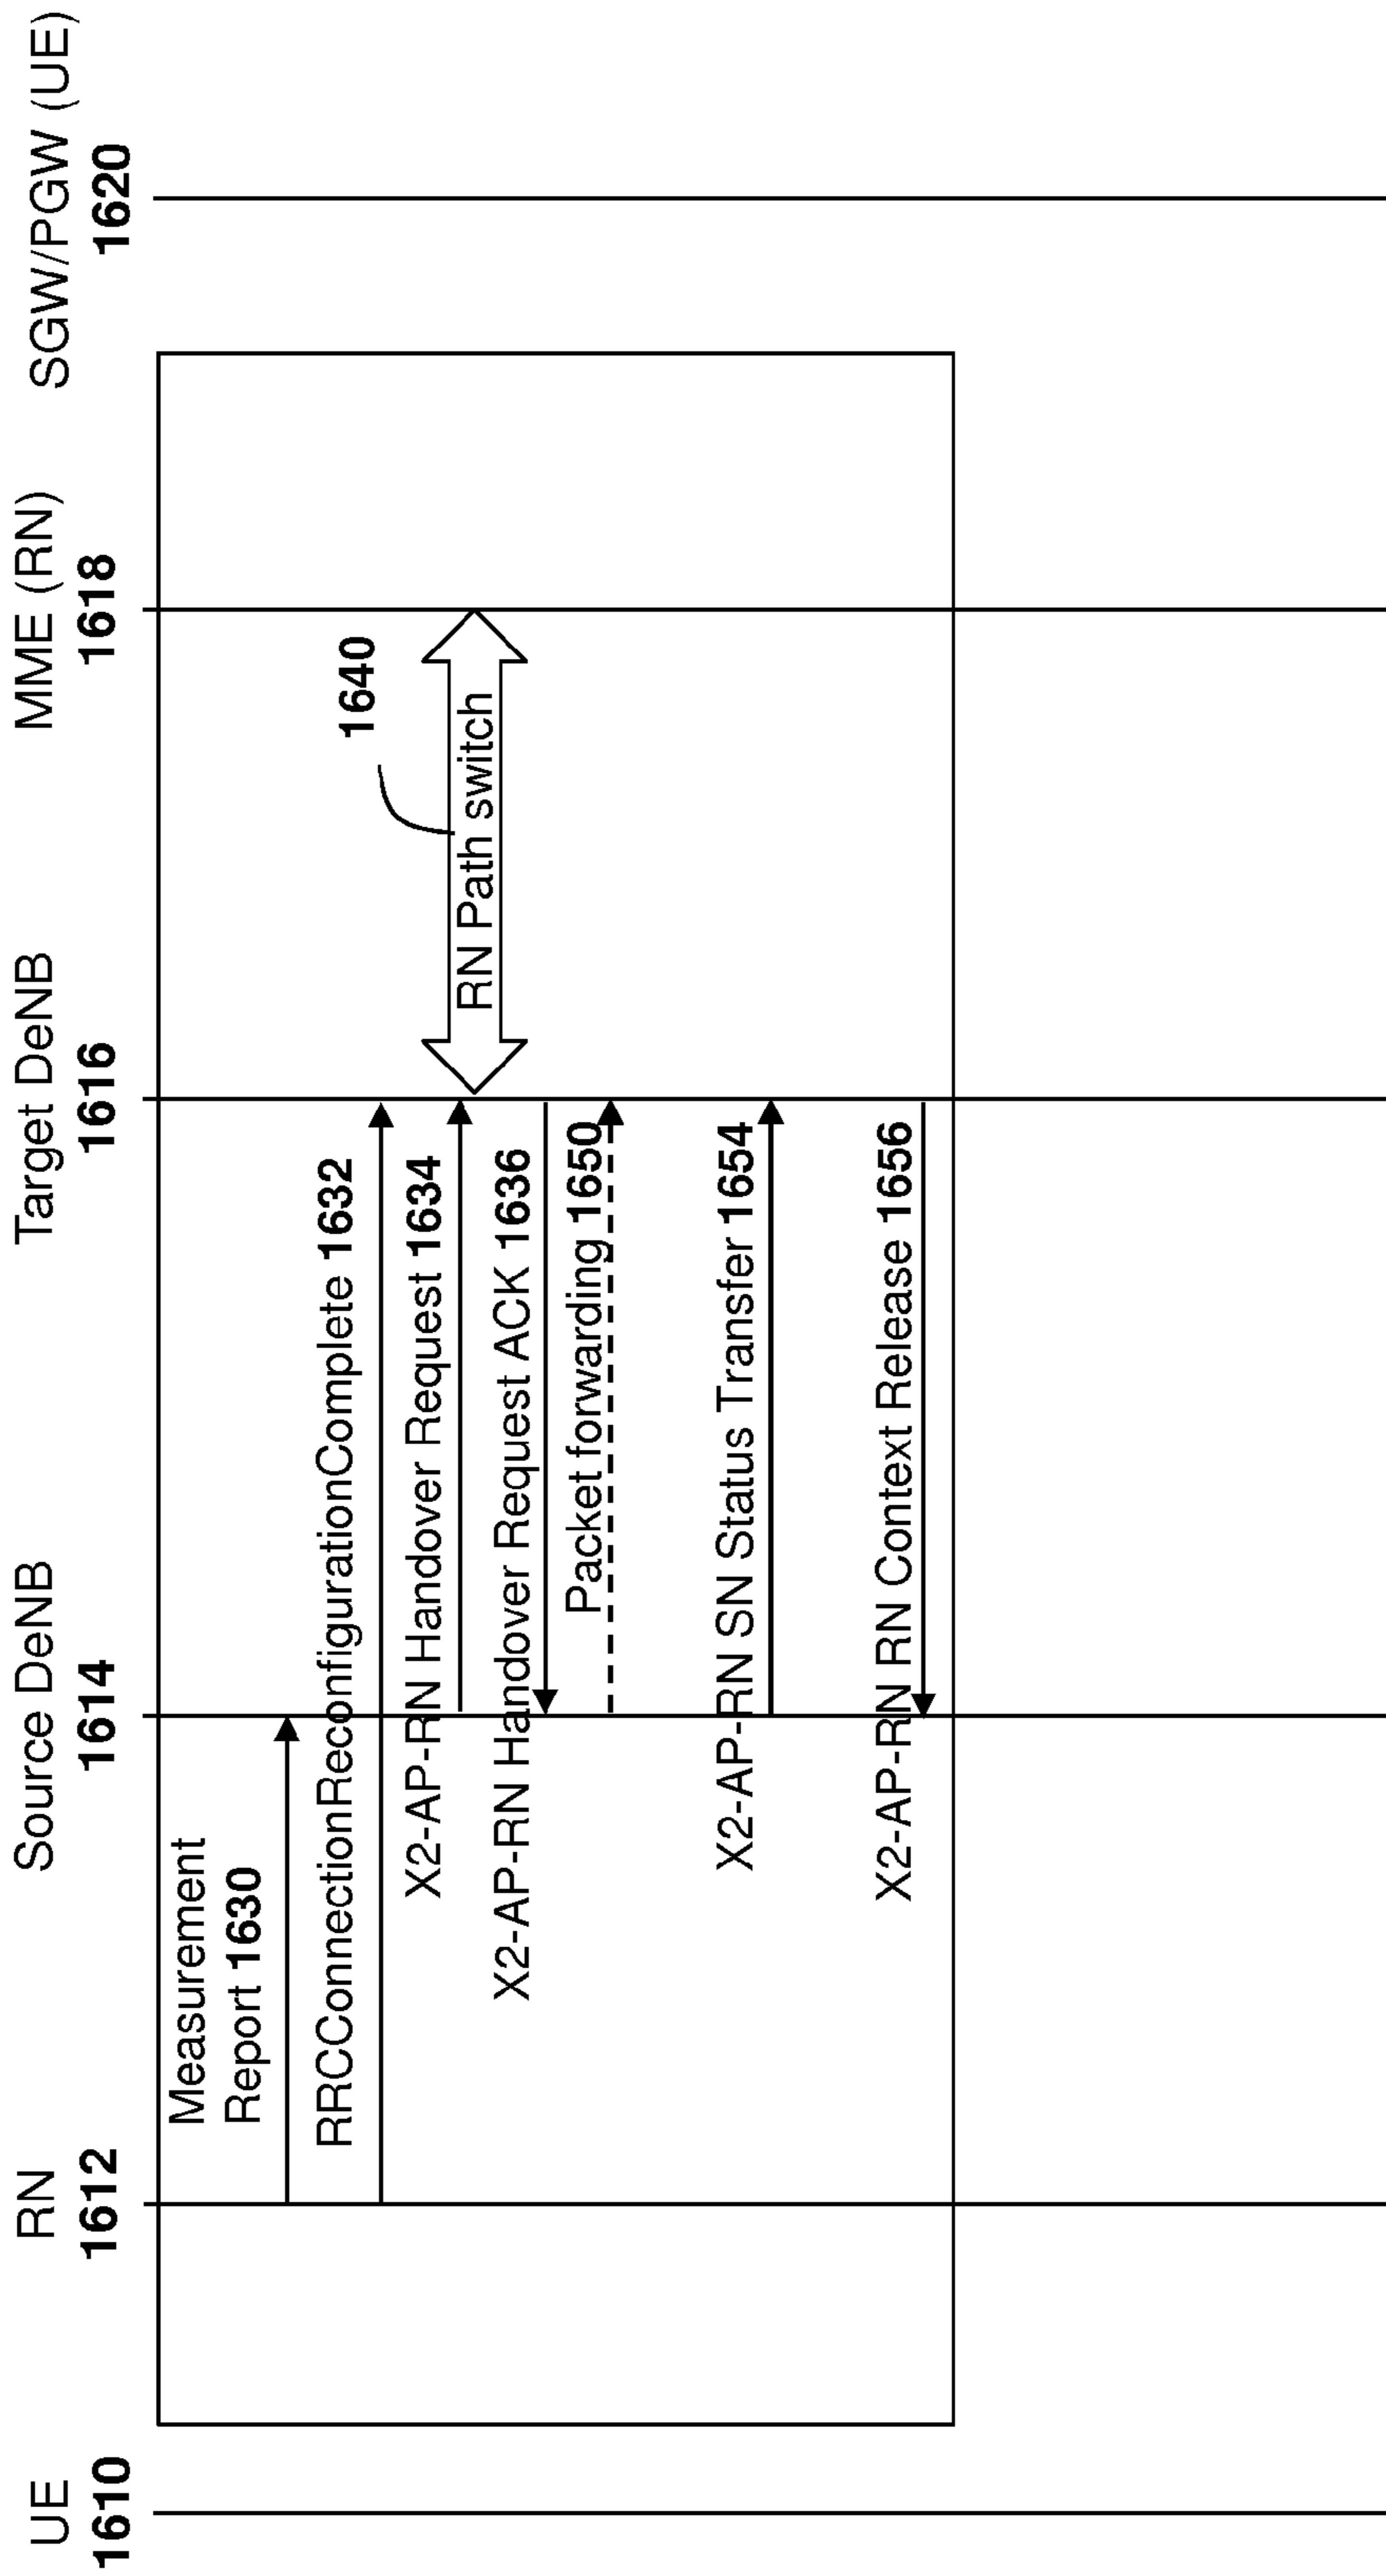 UE
1610
RN
1612
Source DeNB
1614
Target DeNB
1616
MME (RN)
1618
SGW/PGW (UE)
1620
Measurement
Report 1630
RRCConnectionReconfigurationComplete 1632
1640
X2-AP-RN Handover Request 1634
RN Path switch
X2-AP-RN Handover Request ACK 1636
Packet forwarding 1650
X2-AP-RN SN Status Transfer 1654
X2-AP-RN RN Context Release 1656